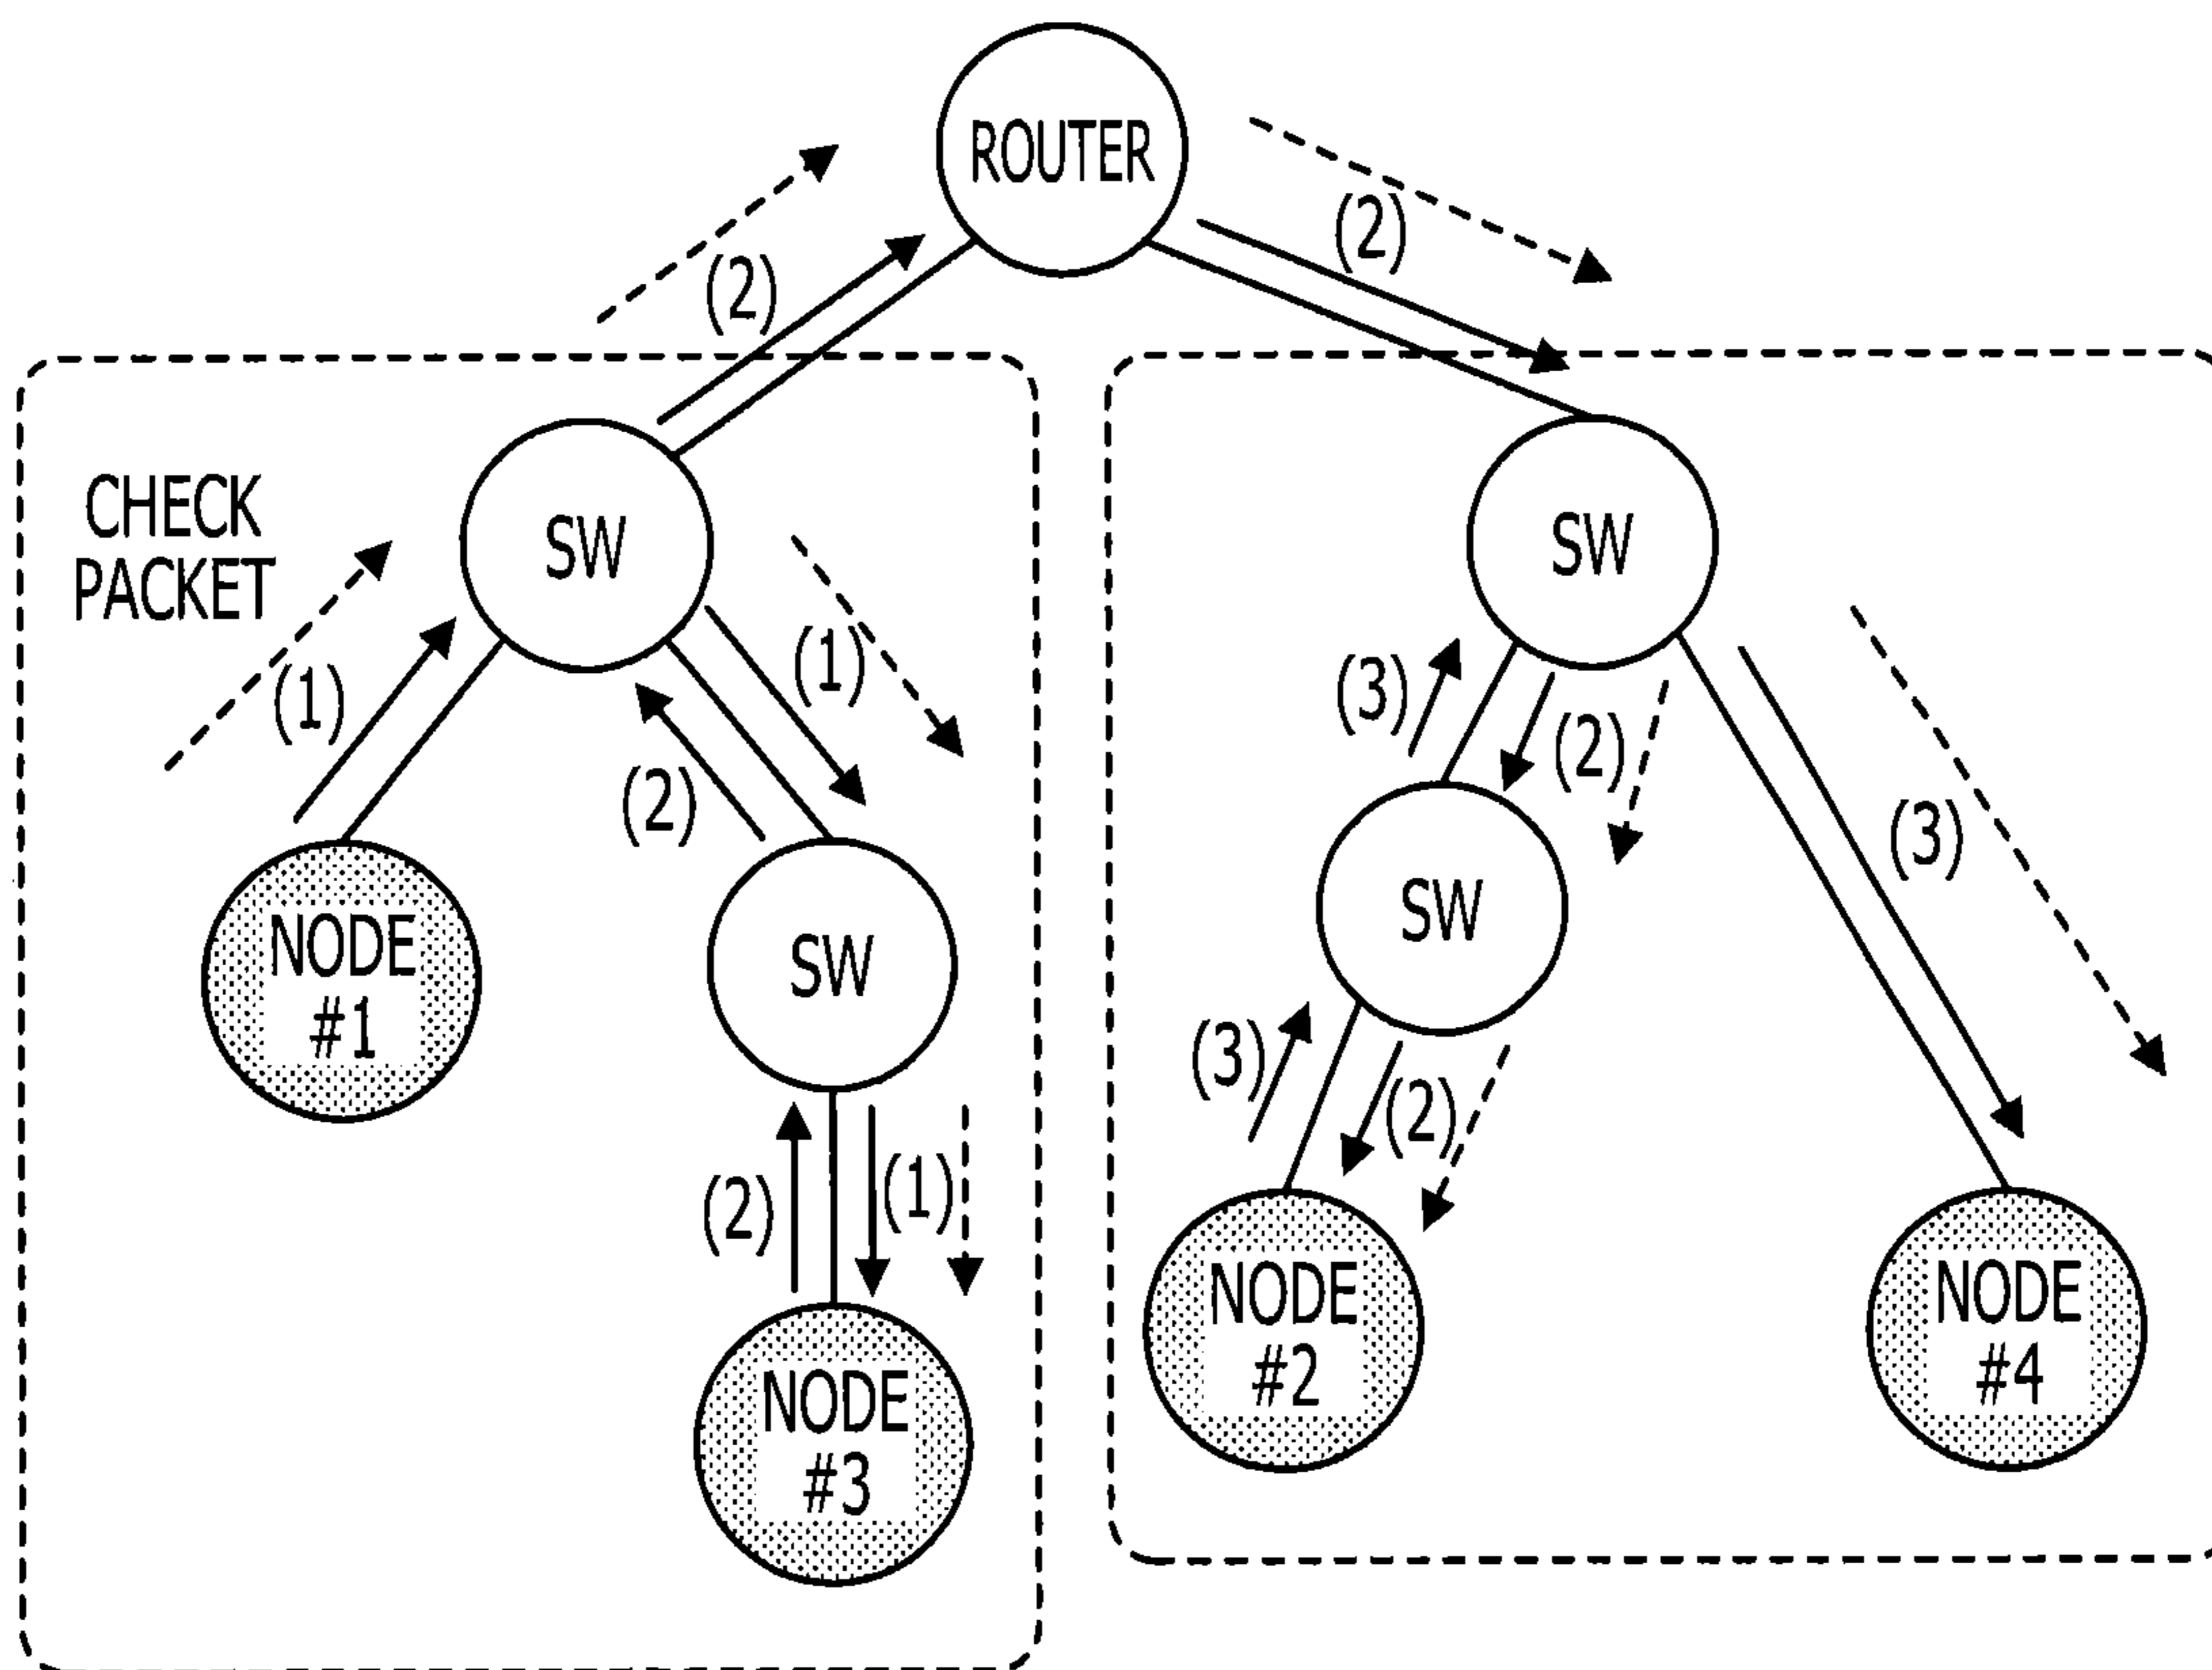 ROUTER
(2)
(2)
CHECK
PACKET
SW
SW
(1)
(1)
(2)
(3)
(2)
(3)
NODE
#1
SW
SW
(2)
(1)
(3)
(2)
NODE
#3
NODE
#2
NODE
#4